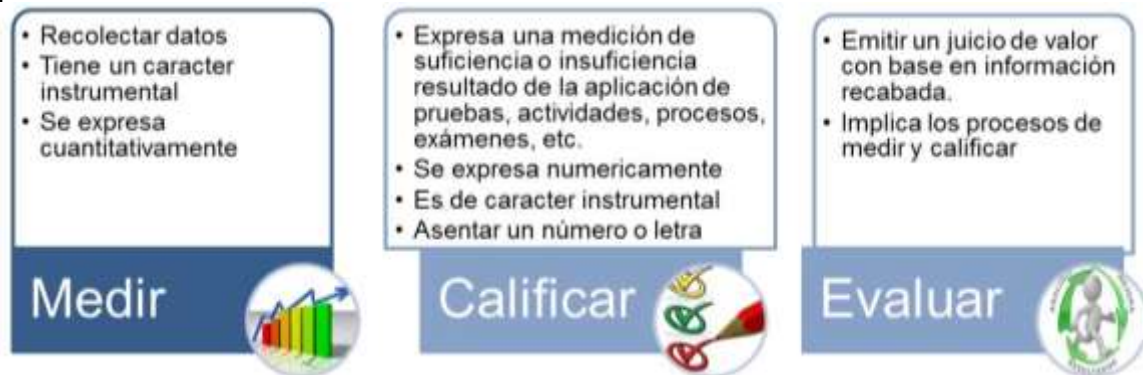 • Recolectar datos
• Tiene un caracter
instrumental
• Se expresa
cuantitativamente
Medir
• Expresa una medición de
suficiencia o insuficiencia
resultado de la aplicación de
pruebas, actividades, procesos,
exámenes, etc.
• Se expresa numericamente
• Es de caracter instrumental
• Asentar un número o letra
Calificar
• Emitir un juicio de valor
con base en información
recabada.
• Implica los procesos de
medir y calificar
Evaluar